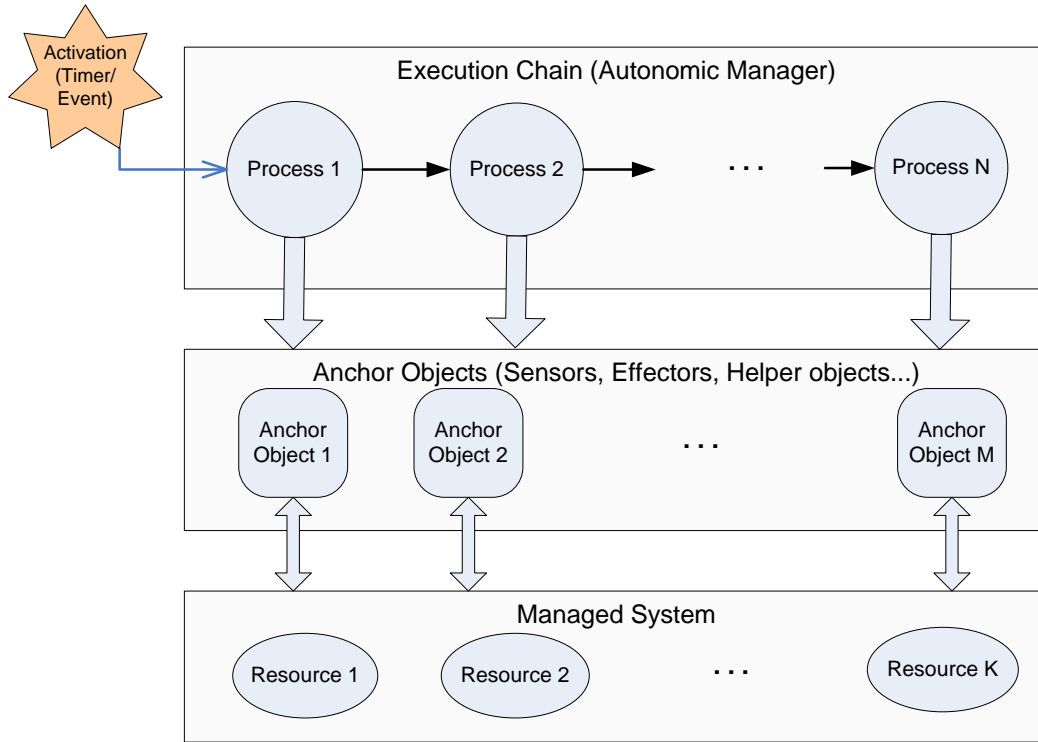 Activation
(Timer/
Event)
Execution Chain (Autonomic Manager)
Process 1
Process 2
. . .
Process N
Anchor Objects (Sensors, Effectors, Helper objects...)
Anchor
Object 1
Anchor
Object 2
. . .
Anchor
Object M
Managed System
Resource 1
Resource 2
. . .
Resource K